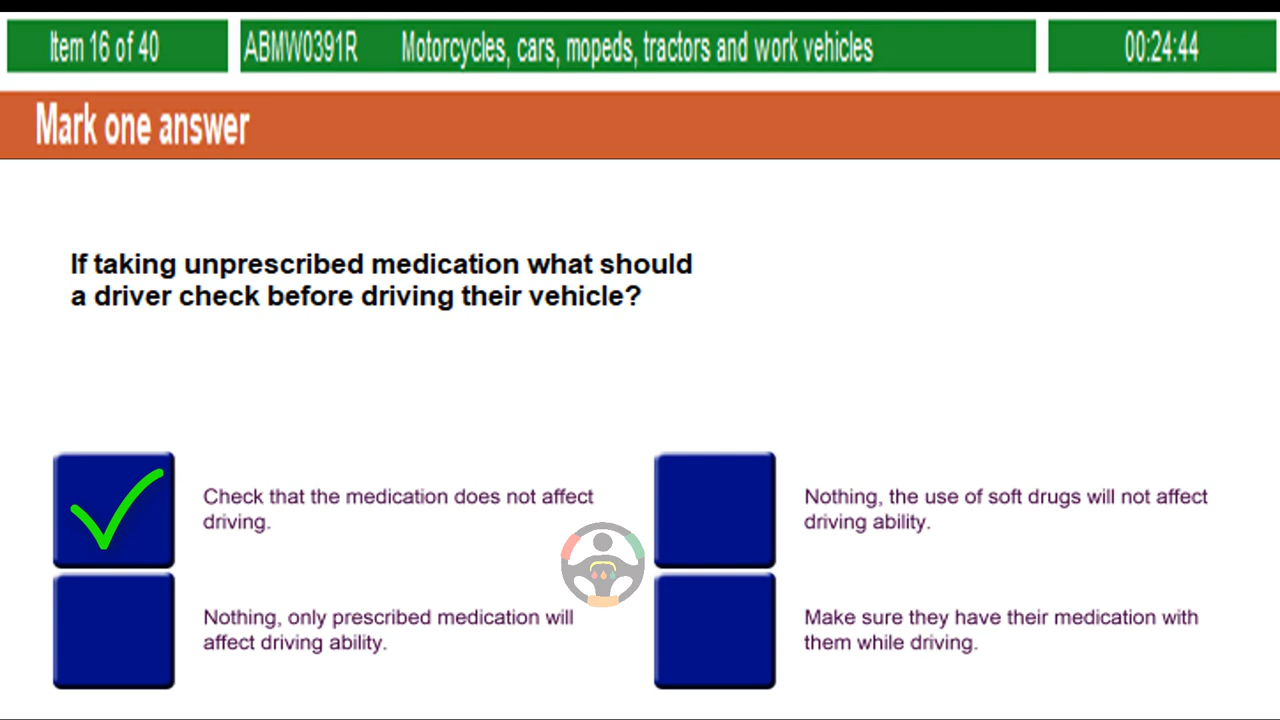 Item 16 of 40
ABMW0391R
Motorcycles, cars, mopeds, tractors and work vehicles
00:24:44
Mark one answer
If taking unprescribed medication what should
a driver check before driving their vehicle?
Check that the medication does not affect
driving.
Nothing, the use of soft drugs will not affect
driving ability.
Nothing, only prescribed medication will
affect driving ability.
Make sure they have their medication with
them while driving.